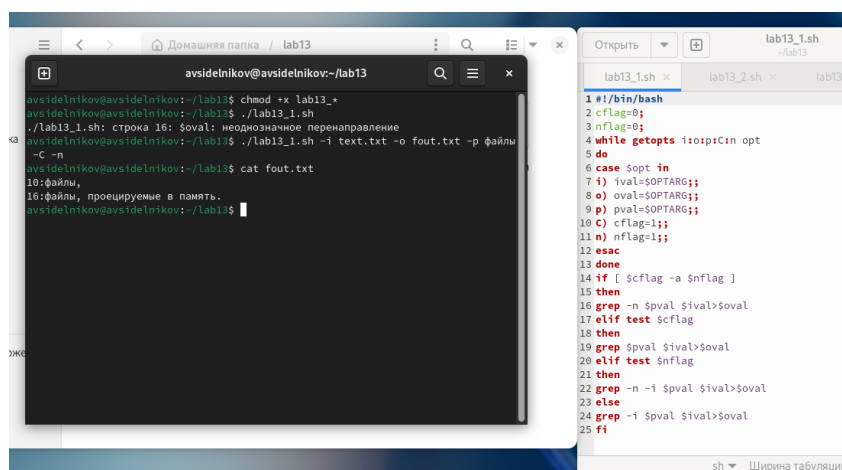 Домашняя папка / lab13
avsidelnikov@avsidelnikov:~/lab13
avsidelnikov@avsidelnikov:~/lab13$ chmod +x lab13_*
avsidelnikov@avsidelnikov:~/lab13$ ./lab13_1.sh
./lab13_1.sh: строка 16: $oval: неоднозначное перенаправление
avsidelnikov@avsidelnikov:~/lab13$ ./lab13_1.sh -i text.txt -o fout.txt -p файлы
-C -n
avsidelnikov@avsidelnikov:~/lab13$ cat fout.txt
10:файлы,
16:файлы, проецируемые в память.
avsidelnikov@avsidelnikov:~/lab13$
Открыть
lab13_1.sh
~/lab13
lab13_1.sh × lab13_2.sh × lab13
1 #!/bin/bash
2 cflag=0;
3 nflag=0;
4 while getopts i:o:p:C:n opt
5 do
6 case $opt in
7 i) ival=$OPTARG;;
8 o) oval=$OPTARG;;
9 p) pval=$OPTARG;;
10 C) cflag=1;;
11 n) nflag=1;;
12 esac
13 done
14 if [ $cflag -a $nflag ]
15 then
16 grep -n $pval $ival>$oval
17 elif test $cflag
18 then
19 grep $pval $ival>$oval
20 elif test $nflag
21 then
22 grep -n -i $pval $ival>$oval
23 else
24 grep -i $pval $ival>$oval
25 fi
sh Ширина табуляции